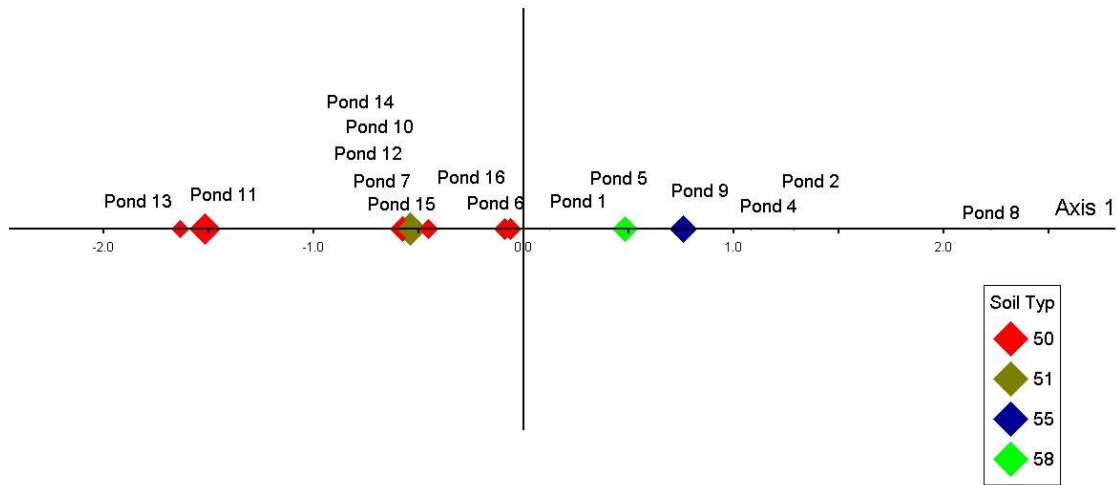 Pond 14
Pond 10
Pond 12
Pond 7
Pond 16
Pond 5
Pond 2
Pond 13
Pond 11
Pond 15
Pond 6
Pond 1
Pond 9
Pond 4
Pond 8
Axis 1
-2.0
-1.0
0.0
1.0
2.0
Soil Typ
50
51
55
58